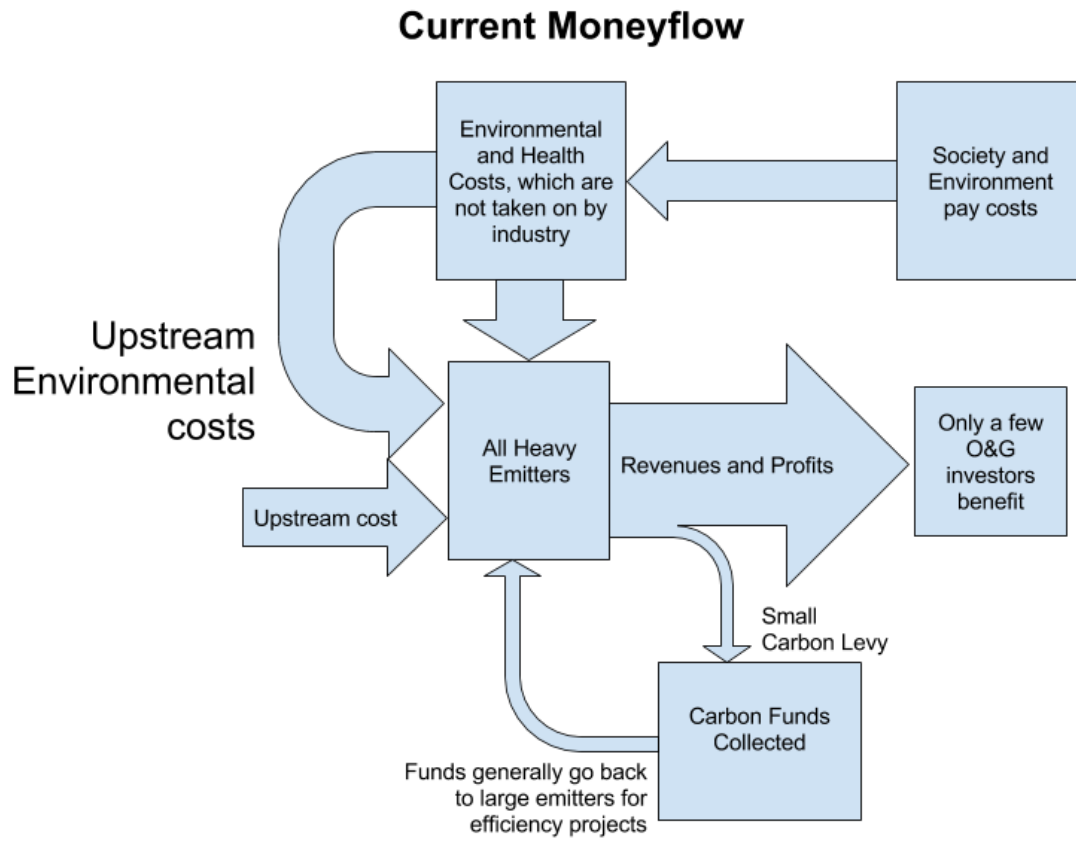 Current Moneyflow
Environmental
and Health
Costs, which are
not taken on by
industry
Society and
Environment
pay costs
Upstream
Environmental
costs
All Heavy
Emitters
Revenues and Profits
Only a few
O&G
investors
benefit
Upstream cost
Small
Carbon Levy
Carbon Funds
Collected
Funds generally go back
to large emitters for
efficiency projects